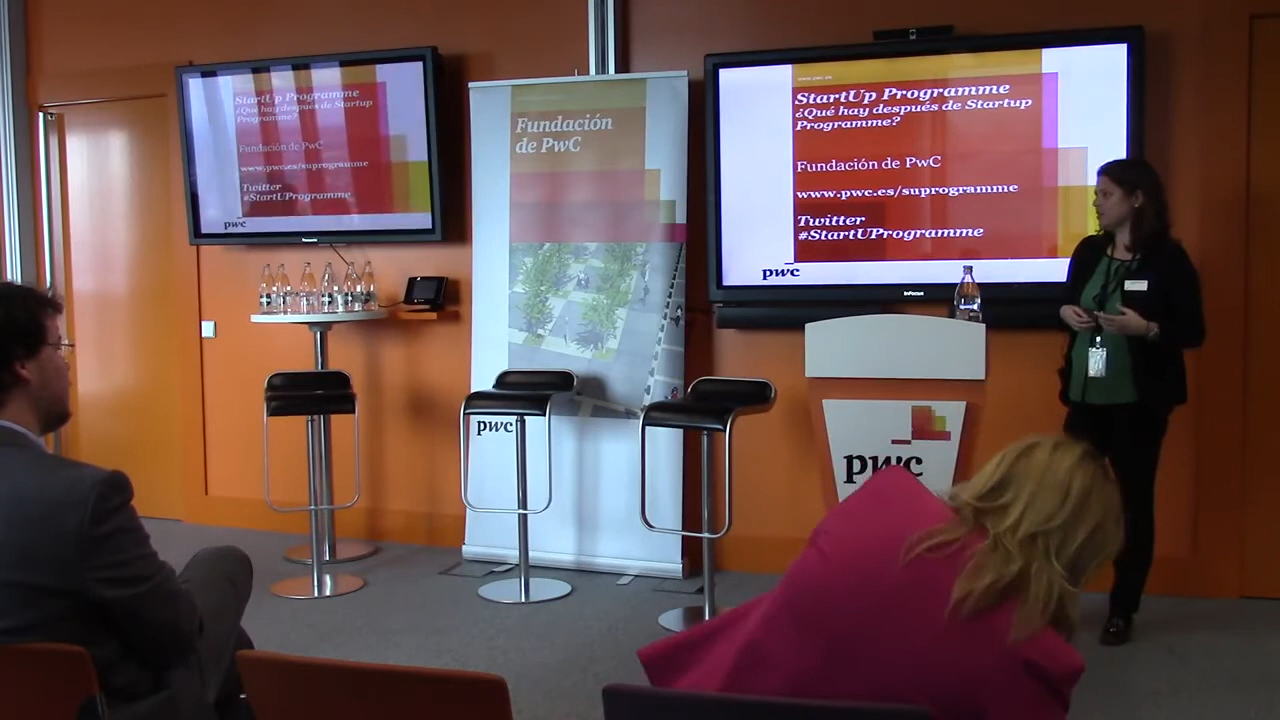 StartUp Programme
¿Qué hay después de Startup
Programme?
Fundación de PwC
www.pwc.es/suprogramme
Twitter
#StartUProgramme
pwc
Panasonic
Fundación
de PwC
pwc
www.pwc.es
StartUp Programme
¿Qué hay después de Startup
Programme?
Fundación de PwC
www.pwc.es/suprogramme
Twitter
#StartUProgramme
pwc
InFocus
pwc